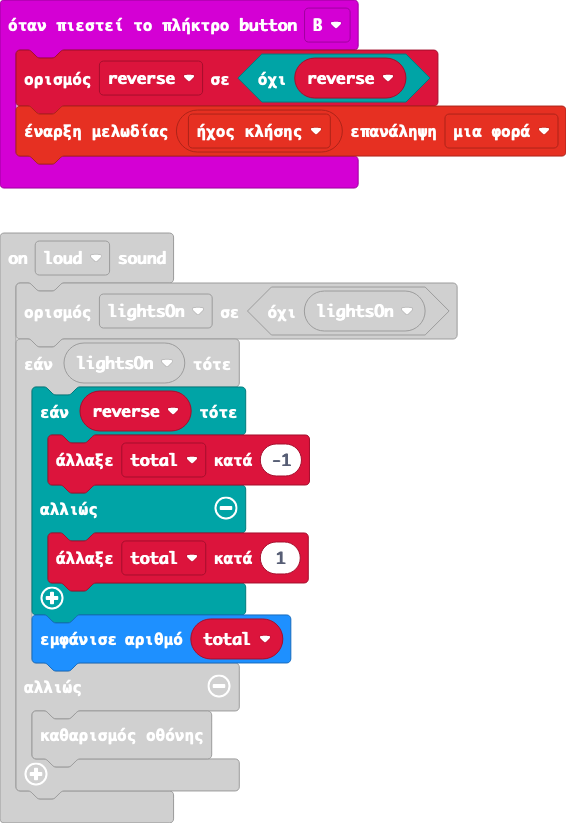 όταν πιεστεί το πλήκτρο button B
ορισμός reverse σε όχι reverse
έναρξη μελωδίας ήχος κλήσης επανάληψη μια φορά
on loud sound
ορισμός lightsOn σε όχι lightsOn
εάν lightsOn τότε
εάν reverse τότε
άλλαξε total κατά -1
αλλιώς
άλλαξε total κατά 1
εμφάνισε αριθμό total
αλλιώς
καθαρισμός οθόνης